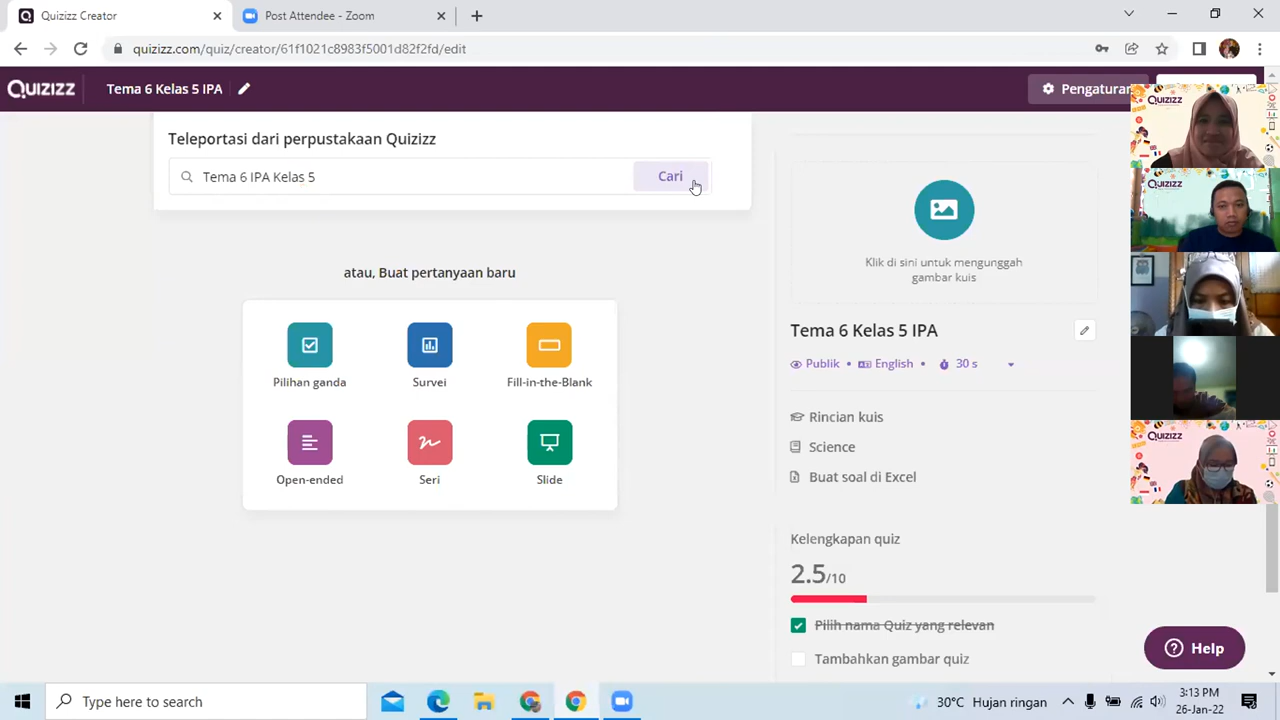 Quizizz Creator
Post Attendee - Zoom
quizizz.com/quiz/creator/61f1021c8983f5001d82f2fd/edit
QUIZIZZ
Tema 6 Kelas 5 IPA
Pengaturan
Teleportasi dari perpustakaan Quizizz
Tema 6 IPA Kelas 5
Cari
atau, Buat pertanyaan baru
Pilihan ganda
Survei
Fill-in-the-Blank
Open-ended
Seri
Slide
Klik di sini untuk mengunggah
gambar kuis
Tema 6 Kelas 5 IPA
Publik • English • 30 s
Rincian kuis
Science
Buat soal di Excel
Kelengkapan quiz
2.5/10
Pilih nama Quiz yang relevan
Tambahkan gambar quiz
QUIZIZZ
QUIZIZZ
QUIZIZZ
Help
Type here to search
30°C Hujan ringan
3:13 PM
26-Jan-22